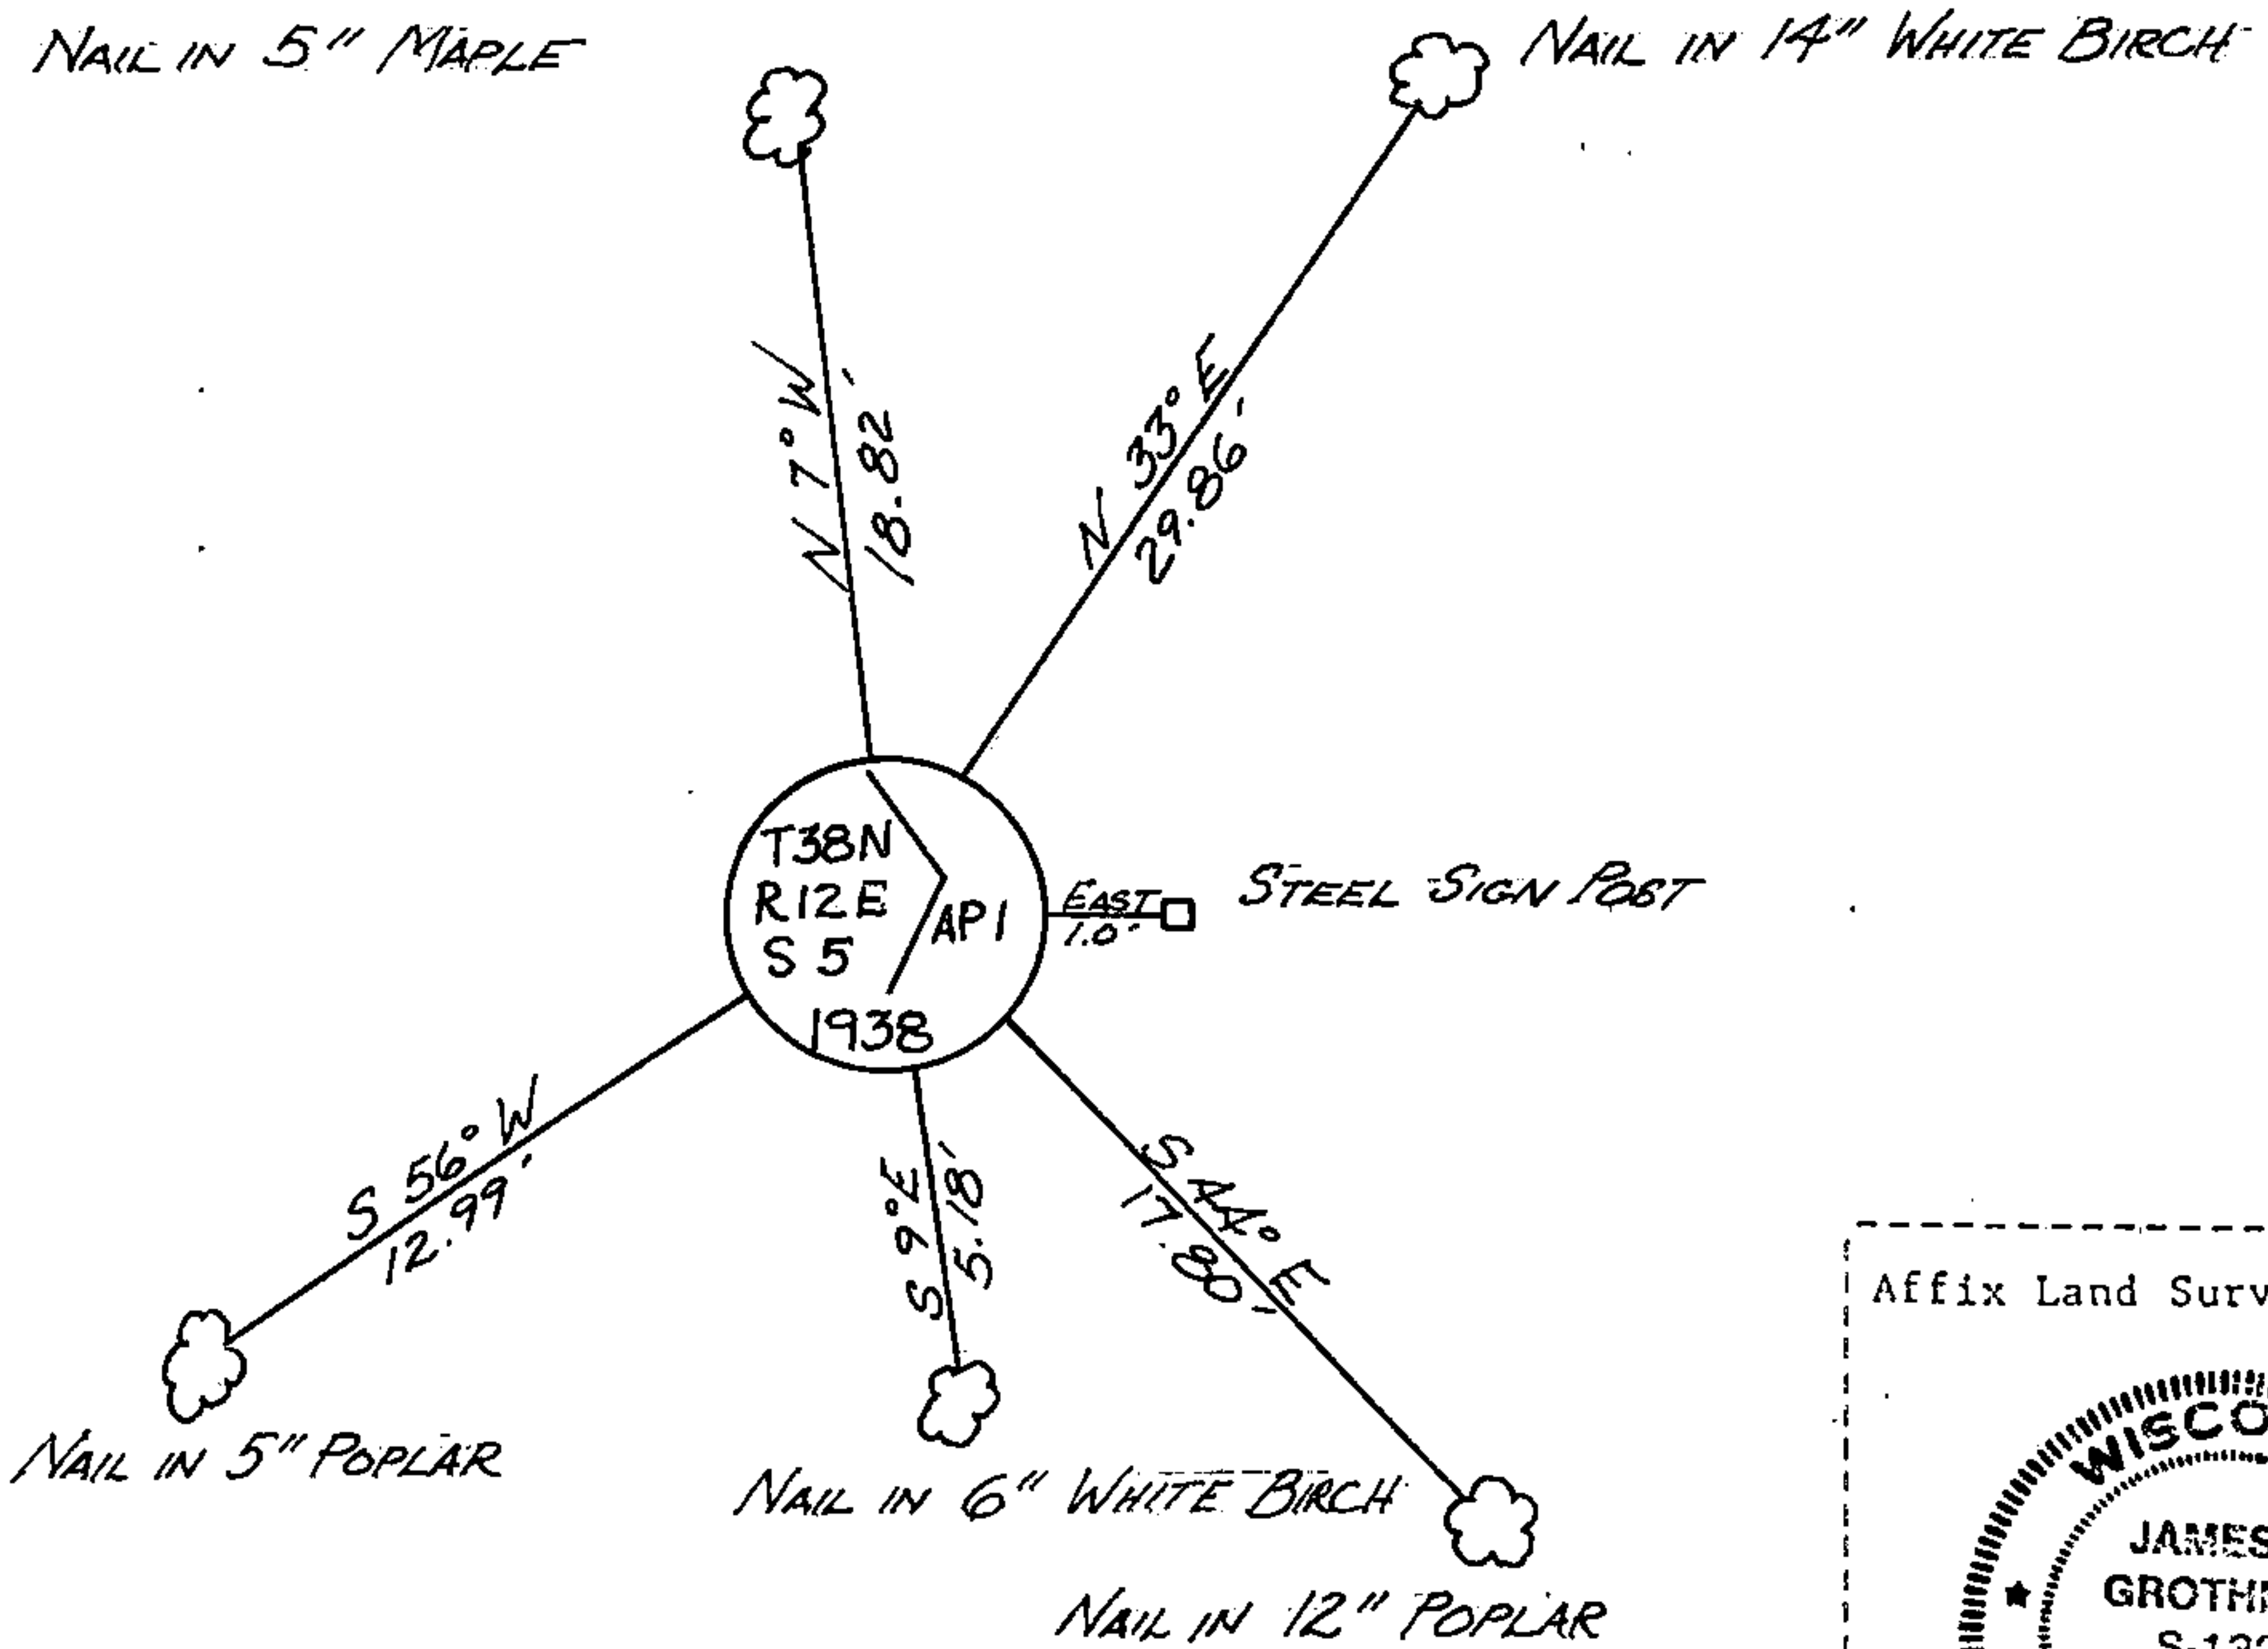 NAIL IN 5" MAPLE
NAIL IN 14" WHITE BIRCH
N 7° W
18.82'
N 33° E
29.86'
T38N
R12E
S 5
AP1
1938
EAST
1.0'
STEEL SIGN POST
S 56° W
12.99'
S 9° E
5.18'
S 44° E
17.80'
NAIL IN 5" POPLAR
NAIL IN 6" WHITE BIRCH
NAIL IN 12" POPLAR
Affix Land Surv
WISCO
JAMES
GROTH